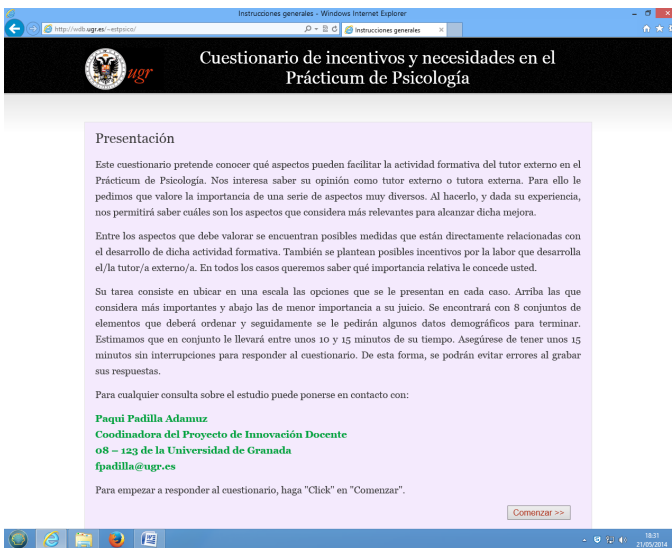 Instrucciones generales - Windows Internet Explorer
http://wdb.ugr.es/~estpsico/
Instrucciones generales
ugr
Cuestionario de incentivos y necesidades en el
Prácticum de Psicología
Presentación
Este cuestionario pretende conocer qué aspectos pueden facilitar la actividad formativa del tutor externo en el
Prácticum de Psicología. Nos interesa saber su opinión como tutor externo o tutora externa. Para ello le
pedimos que valore la importancia de una serie de aspectos muy diversos. Al hacerlo, y dada su experiencia,
nos permitirá saber cuáles son los aspectos que considera más relevantes para alcanzar dicha mejora.
Entre los aspectos que debe valorar se encuentran posibles medidas que están directamente relacionadas con
el desarrollo de dicha actividad formativa. También se plantean posibles incentivos por la labor que desarrolla
el/la tutor/a externo/a. En todos los casos queremos saber qué importancia relativa le concede usted.
Su tarea consiste en ubicar en una escala las opciones que se le presentan en cada caso. Arriba las que
considera más importantes y abajo las de menor importancia a su juicio. Se encontrará con 8 conjuntos de
elementos que deberá ordenar y seguidamente se le pedirán algunos datos demográficos para terminar.
Estimamos que en conjunto le llevará entre unos 10 y 15 minutos de su tiempo. Asegúrese de tener unos 15
minutos sin interrupciones para responder al cuestionario. De esta forma, se podrán evitar errores al grabar
sus respuestas.
Para cualquier consulta sobre el estudio puede ponerse en contacto con:
Paqui Padilla Adamuz
Coodinadora del Proyecto de Innovación Docente
08 – 123 de la Universidad de Granada
fpadilla@ugr.es
Para empezar a responder al cuestionario, haga "Click" en "Comenzar".
Comenzar >>
18:31
21/05/2014